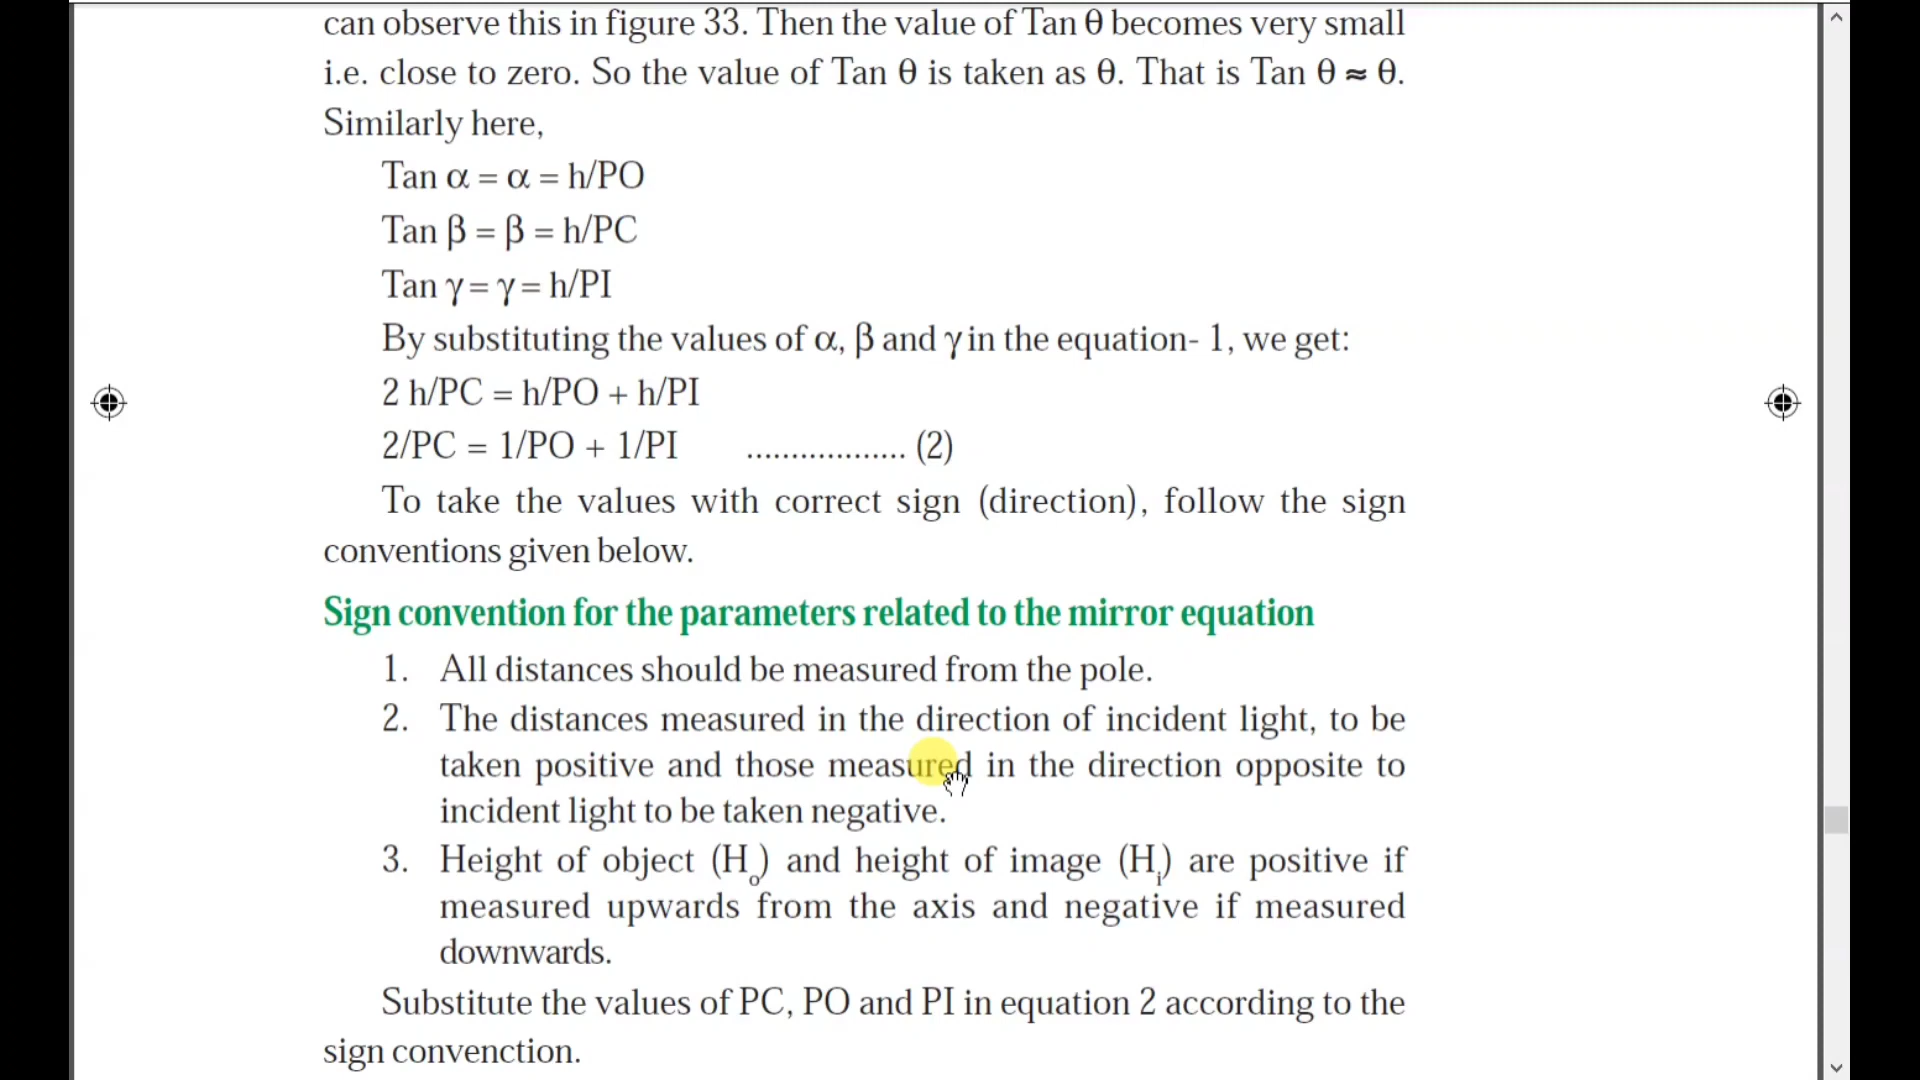 can observe this in figure 33. Then the value of Tan θ becomes very small
i.e. close to zero. So the value of Tan θ is taken as θ. That is Tan θ ≈ θ.
Similarly here,
Tan α = α = h/PO
Tan β = β = h/PC
Tan γ = γ = h/PI
By substituting the values of α, β and γ in the equation- 1, we get:
2 h/PC = h/PO + h/PI
2/PC = 1/PO + 1/PI .................. (2)
To take the values with correct sign (direction), follow the sign
conventions given below.
Sign convention for the parameters related to the mirror equation
1. All distances should be measured from the pole.
2. The distances measured in the direction of incident light, to be
taken positive and those measured in the direction opposite to
incident light to be taken negative.
3. Height of object (Hₒ) and height of image (Hᵢ) are positive if
measured upwards from the axis and negative if measured
downwards.
Substitute the values of PC, PO and PI in equation 2 according to the
sign convenction.